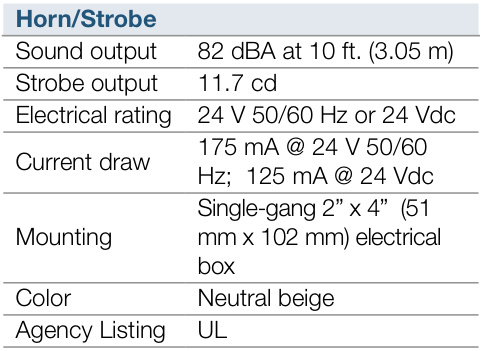 Horn/Strobe
Sound output 82 dBA at 10 ft. (3.05 m)
Strobe output 11.7 cd
Electrical rating 24 V 50/60 Hz or 24 Vdc
Current draw 175 mA @ 24 V 50/60
Hz; 125 mA @ 24 Vdc
Mounting Single-gang 2” x 4” (51
mm x 102 mm) electrical
box
Color Neutral beige
Agency Listing UL